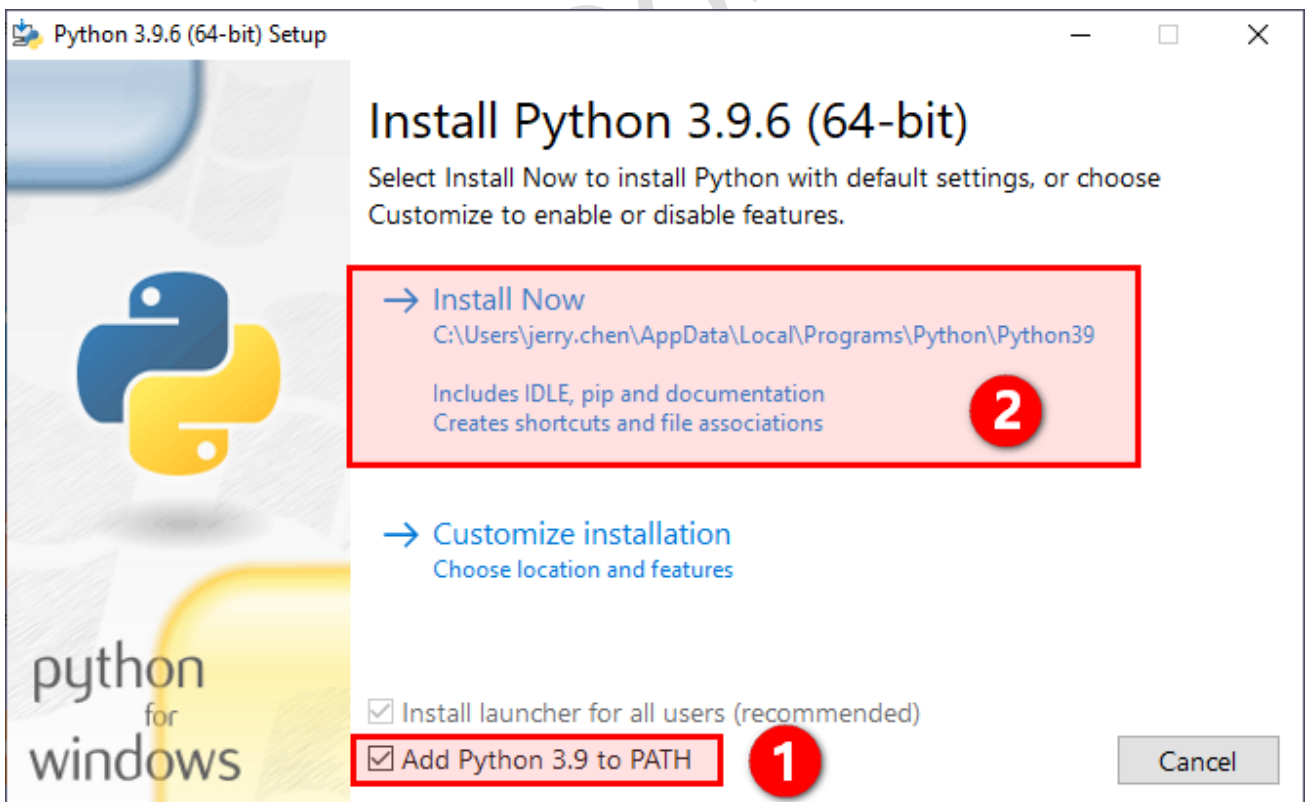 Python 3.9.6 (64-bit) Setup
Install Python 3.9.6 (64-bit)
Select Install Now to install Python with default settings, or choose
Customize to enable or disable features.
→ Install Now
C:\Users\jerry.chen\AppData\Local\Programs\Python\Python39
Includes IDLE, pip and documentation
Creates shortcuts and file associations
2
→ Customize installation
Choose location and features
python
for
windows
Install launcher for all users (recommended)
Add Python 3.9 to PATH
1
Cancel